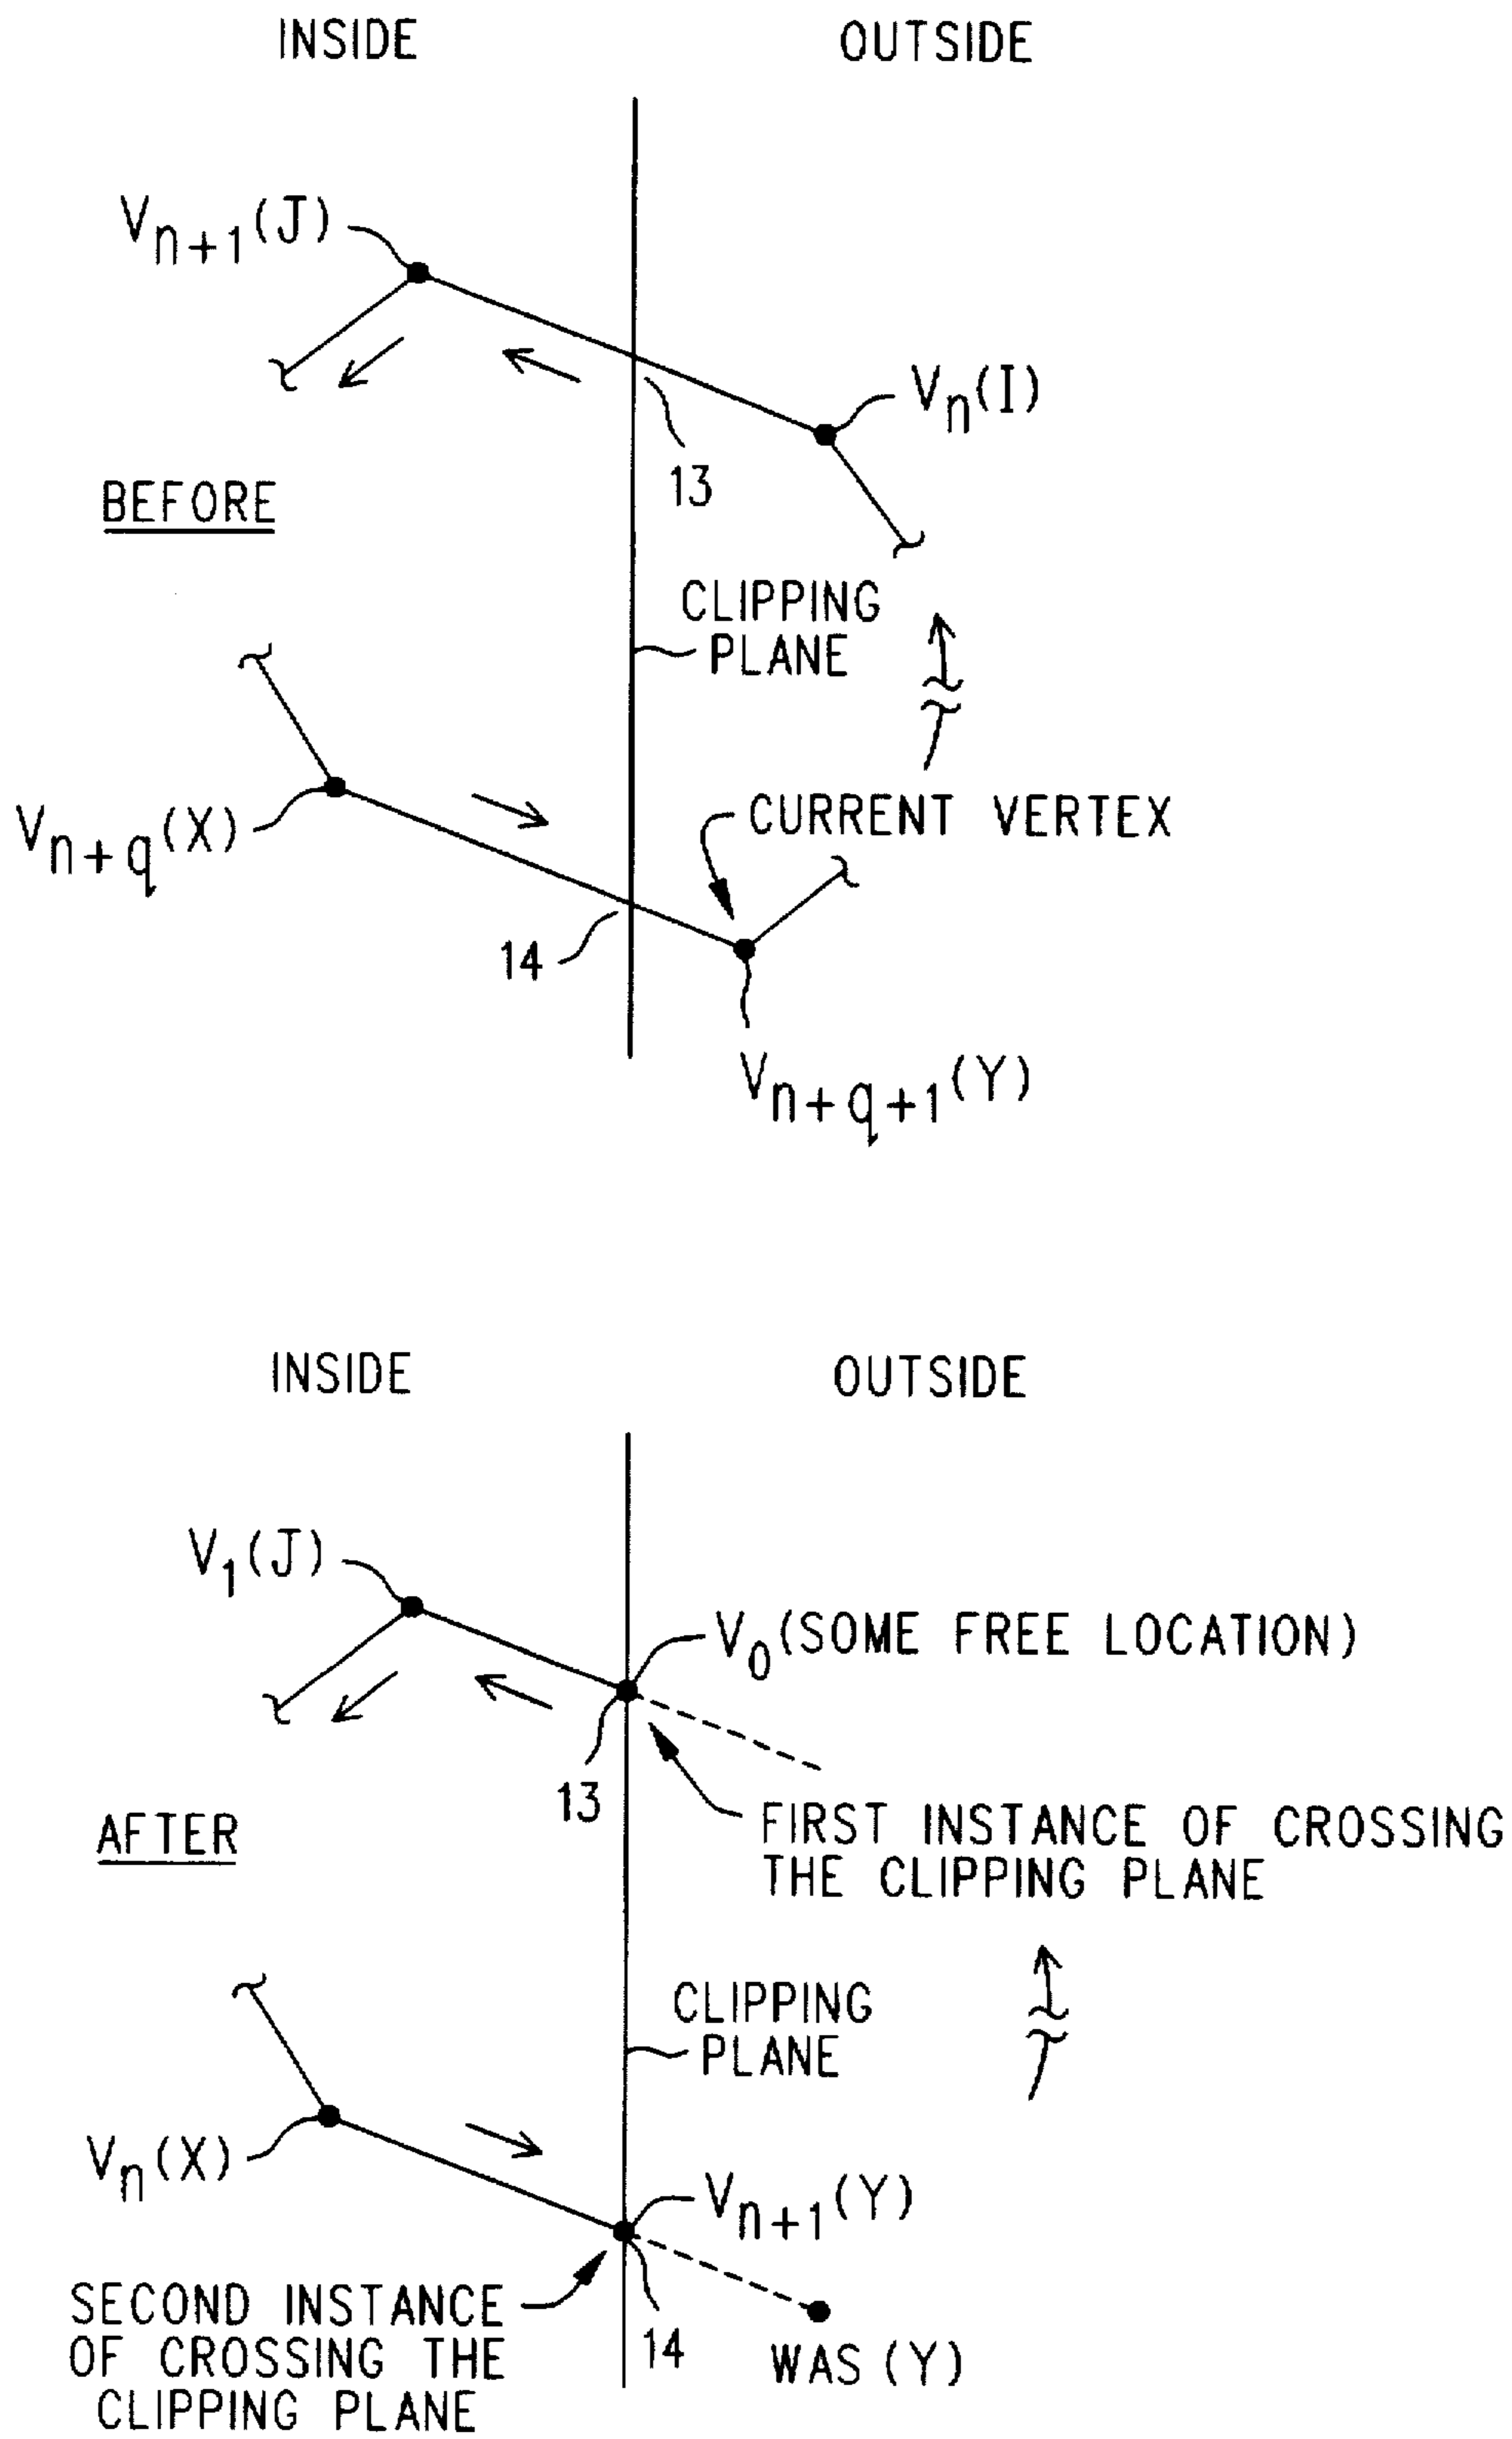 INSIDE OUTSIDE
Vn+1(J)
Vn(I)
13
BEFORE
CLIPPING
PLANE
CURRENT VERTEX
Vn+q(X)
14
Vn+q+1(Y)
INSIDE OUTSIDE
V1(J)
V0(SOME FREE LOCATION)
13
FIRST INSTANCE OF CROSSING
THE CLIPPING PLANE
AFTER
CLIPPING
PLANE
Vn(X)
Vn+1(Y)
SECOND INSTANCE
OF CROSSING THE
CLIPPING PLANE
14
WAS (Y)